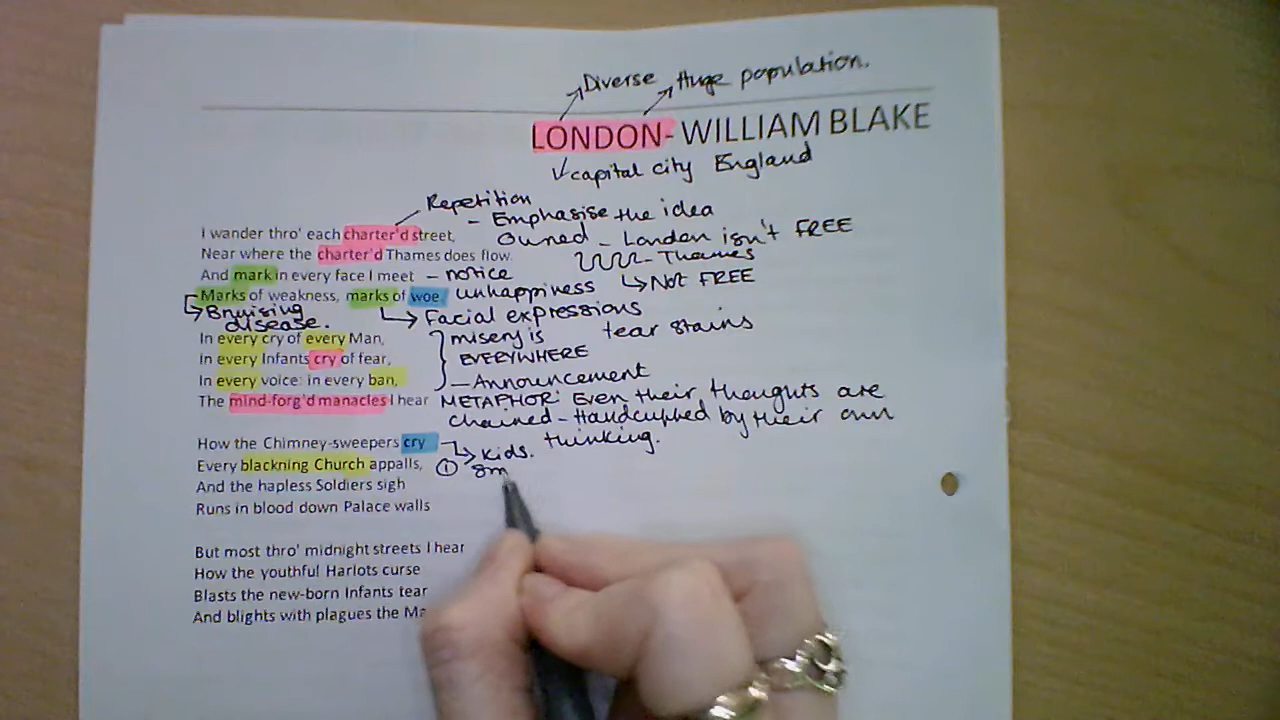 Diverse Huge population.
LONDON - WILLIAM BLAKE
capital city England
Repetition
- Emphasise the idea
I wander thro' each charter'd street,
owned - London isn't FREE
Near where the charter'd Thames does flow.
- Thames
And mark in every face I meet - notice
Not FREE
Marks of weakness, marks of woe unhappiness
Bruising
disease.
Facial expressions
tear stains
In every cry of every Man,
misery is
EVERYWHERE
In every Infants cry of fear,
In every voice: in every ban,
- Announcement
The mind-forg'd manacles I hear METAPHOR: Even their thoughts are
chained - Handcuffed by their own
thinking.
How the Chimney-sweepers cry
Kids.
Every blackning Church appalls,
① sm
And the hapless Soldiers sigh
Runs in blood down Palace walls
But most thro' midnight streets I hear
How the youthful Harlots curse
Blasts the new-born Infants tear
And blights with plagues the Ma